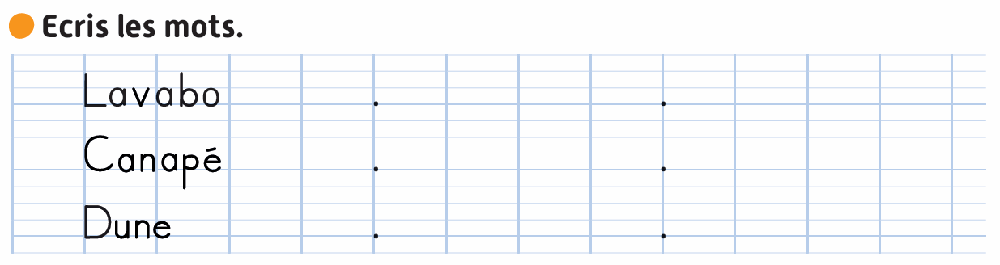 Ecris les mots.
Lavabo . .
Canapé . .
Dune . .